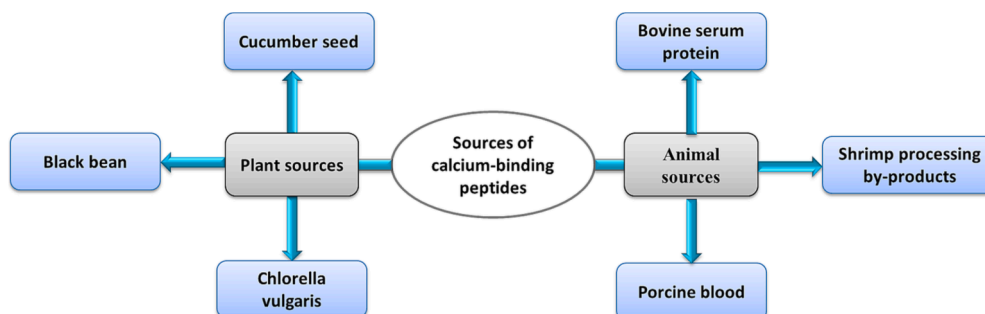 Cucumber seed
Bovine serum
protein
Black bean
Plant sources
Sources of
calcium-binding
peptides
Animal
sources
Shrimp processing
by-products
Chlorella
vulgaris
Porcine blood